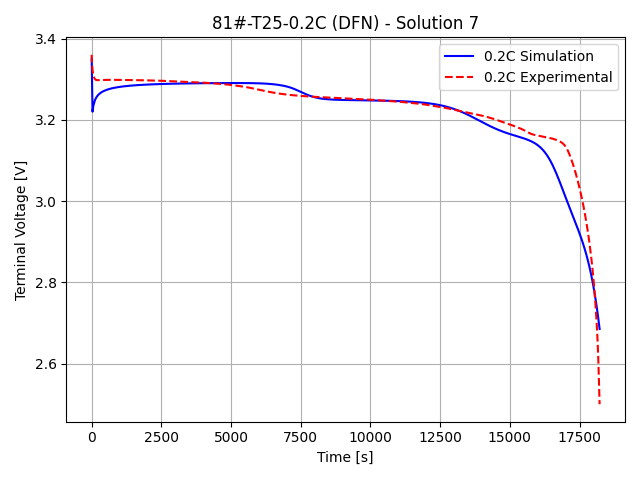 81#-T25-0.2C (DFN) - Solution 7
0.2C Simulation
0.2C Experimental
Terminal Voltage [V]
3.4
3.2
3.0
2.8
2.6
0 2500 5000 7500 10000 12500 15000 17500
Time [s]